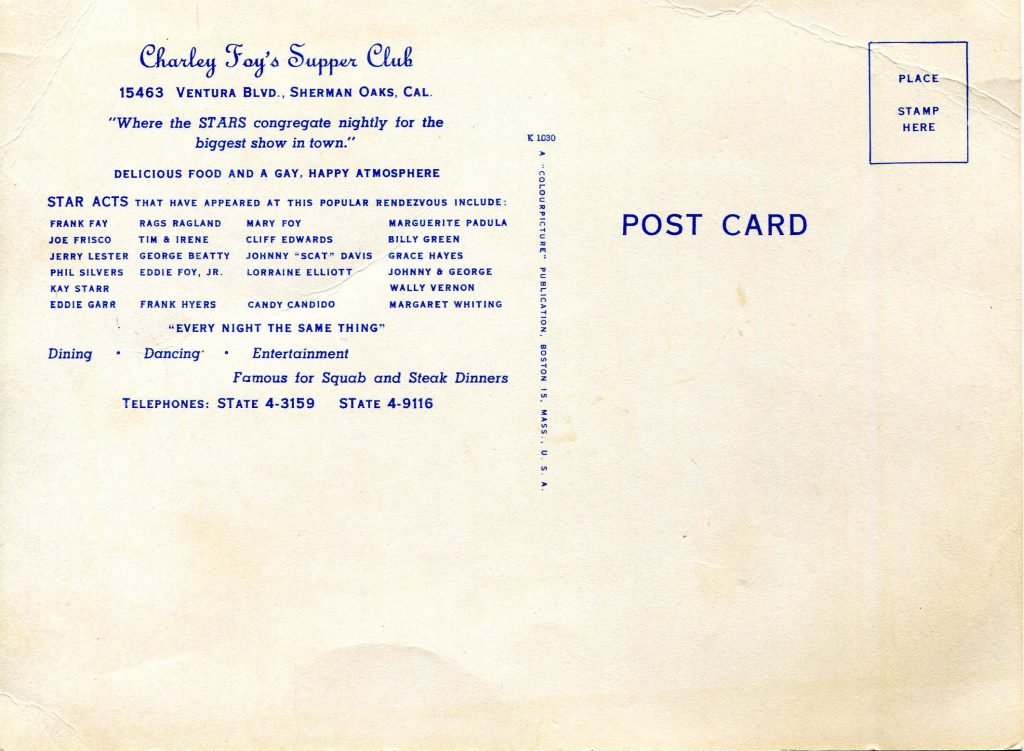 Charley Foy's Supper Club
15463 VENTURA BLVD., SHERMAN OAKS, CAL.
"Where the STARS congregate nightly for the
biggest show in town."
DELICIOUS FOOD AND A GAY, HAPPY ATMOSPHERE
STAR ACTS THAT HAVE APPEARED AT THIS POPULAR RENDEZVOUS INCLUDE:
FRANK FAY RAGS RAGLAND MARY FOY MARGUERITE PADULA
JOE FRISCO TIM & IRENE CLIFF EDWARDS BILLY GREEN
JERRY LESTER GEORGE BEATTY JOHNNY "SCAT" DAVIS GRACE HAYES
PHIL SILVERS EDDIE FOY, JR. LORRAINE ELLIOTT JOHNNY & GEORGE
KAY STARR WALLY VERNON
EDDIE GARR FRANK HYERS CANDY CANDIDO MARGARET WHITING
"EVERY NIGHT THE SAME THING"
Dining • Dancing • Entertainment
Famous for Squab and Steak Dinners
TELEPHONES: STATE 4-3159 STATE 4-9116
K 1030
A "COLOURPICTURE" PUBLICATION, BOSTON 15, MASS., U. S. A.
POST CARD
PLACE
STAMP
HERE